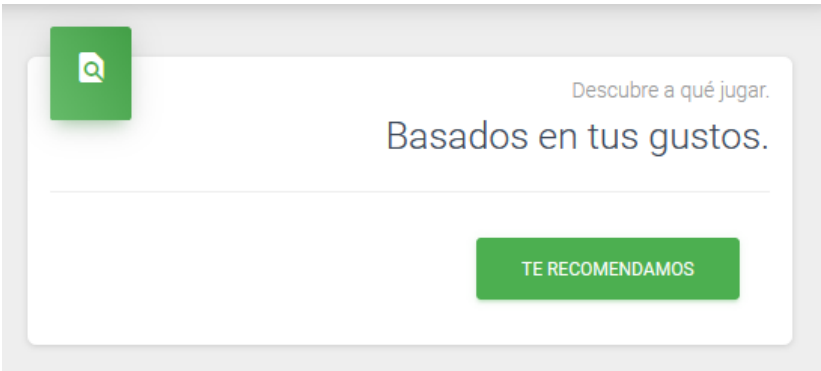 Descubre a qué jugar.
Basados en tus gustos.
TE RECOMENDAMOS